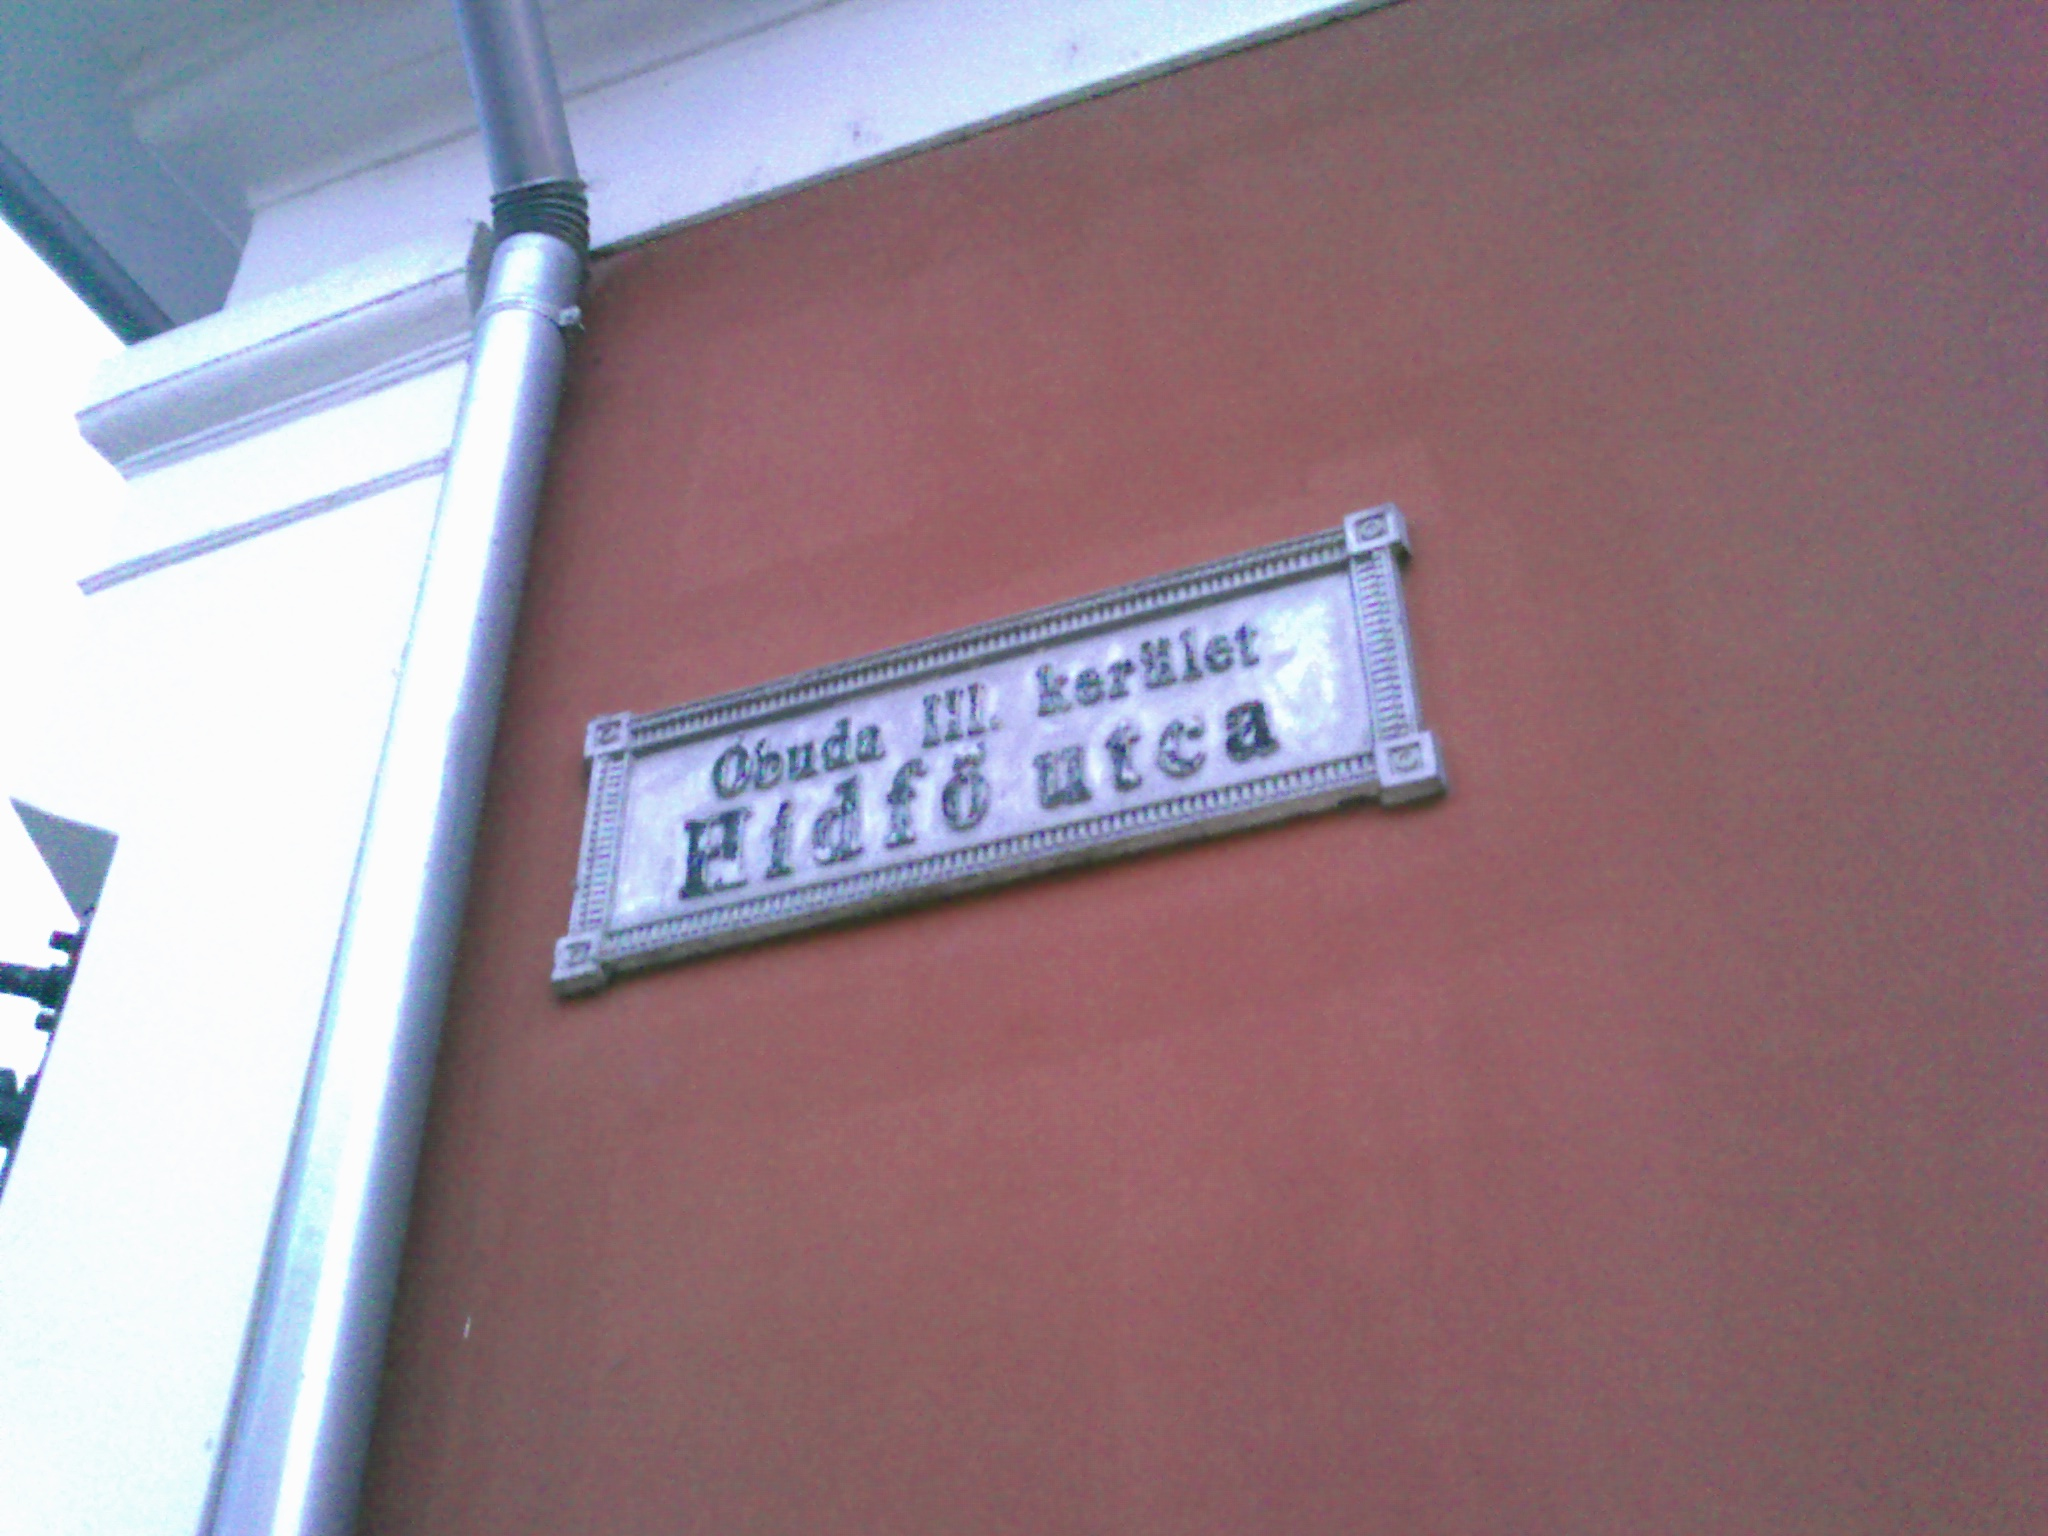 Óbuda III. kerület
Hídfő utca